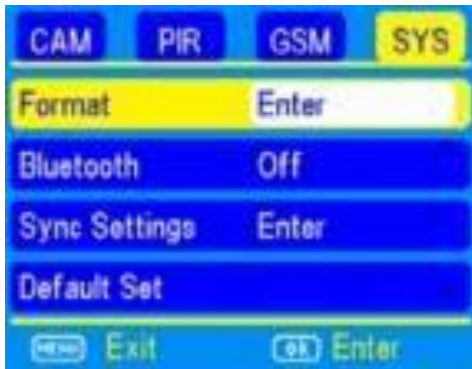 CAM PIR GSM SYS
Format Enter
Bluetooth Off
Sync Settings Enter
Default Set
MENU Exit OK Enter